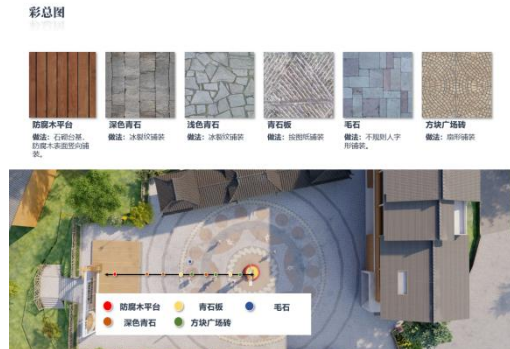 彩总图
防腐木平台
做法：石砌台基、
防腐木表面竖向铺
装。
深色青石
做法：冰裂纹铺装
浅色青石
做法：冰裂纹铺装
青石板
做法：按图纸铺装
毛石
做法：不规则人字
形铺装。
方块广场砖
做法：扇形铺装
防腐木平台
青石板
毛石
深色青石
方块广场砖